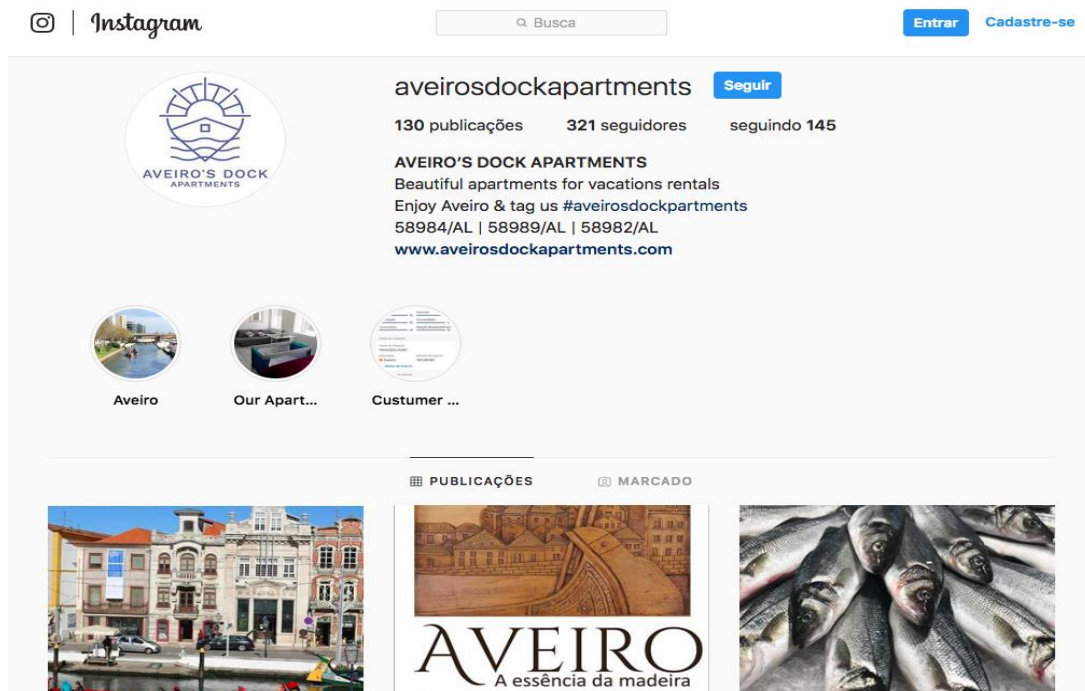 Instagram
Busca
Entrar
Cadastre-se
AVEIRO'S DOCK
APARTMENTS
aveirosdockapartments
Seguir
130 publicações 321 seguidores seguindo 145
AVEIRO'S DOCK APARTMENTS
Beautiful apartments for vacations rentals
Enjoy Aveiro & tag us #aveirosdockpartments
58984/AL | 58989/AL | 58982/AL
www.aveirosdockapartments.com
Aveiro
Our Apart...
Custumer ...
PUBLICAÇÕES
MARCADO
AVEIRO
A essência da madeira